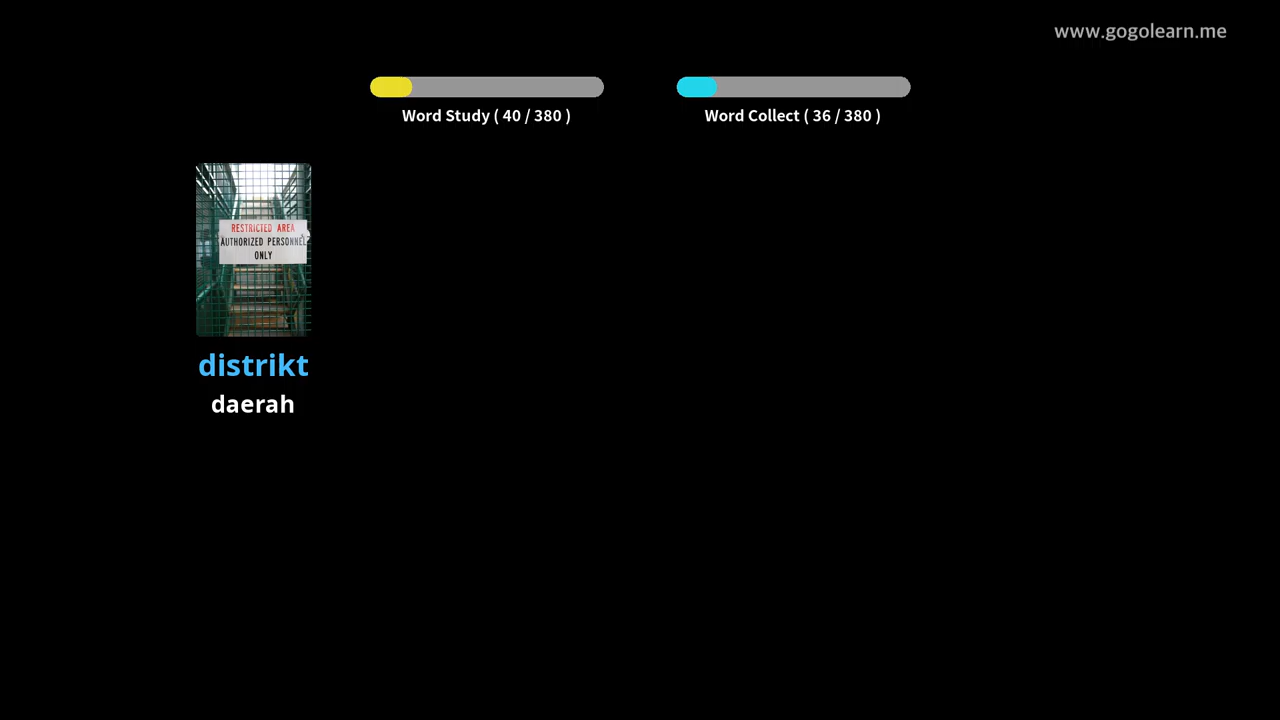 www.gogolearn.me
Word Study ( 40 / 380 )
Word Collect ( 36 / 380 )
RESTRICTED AREA
AUTHORIZED PERSONNEL
ONLY
distrikt
daerah